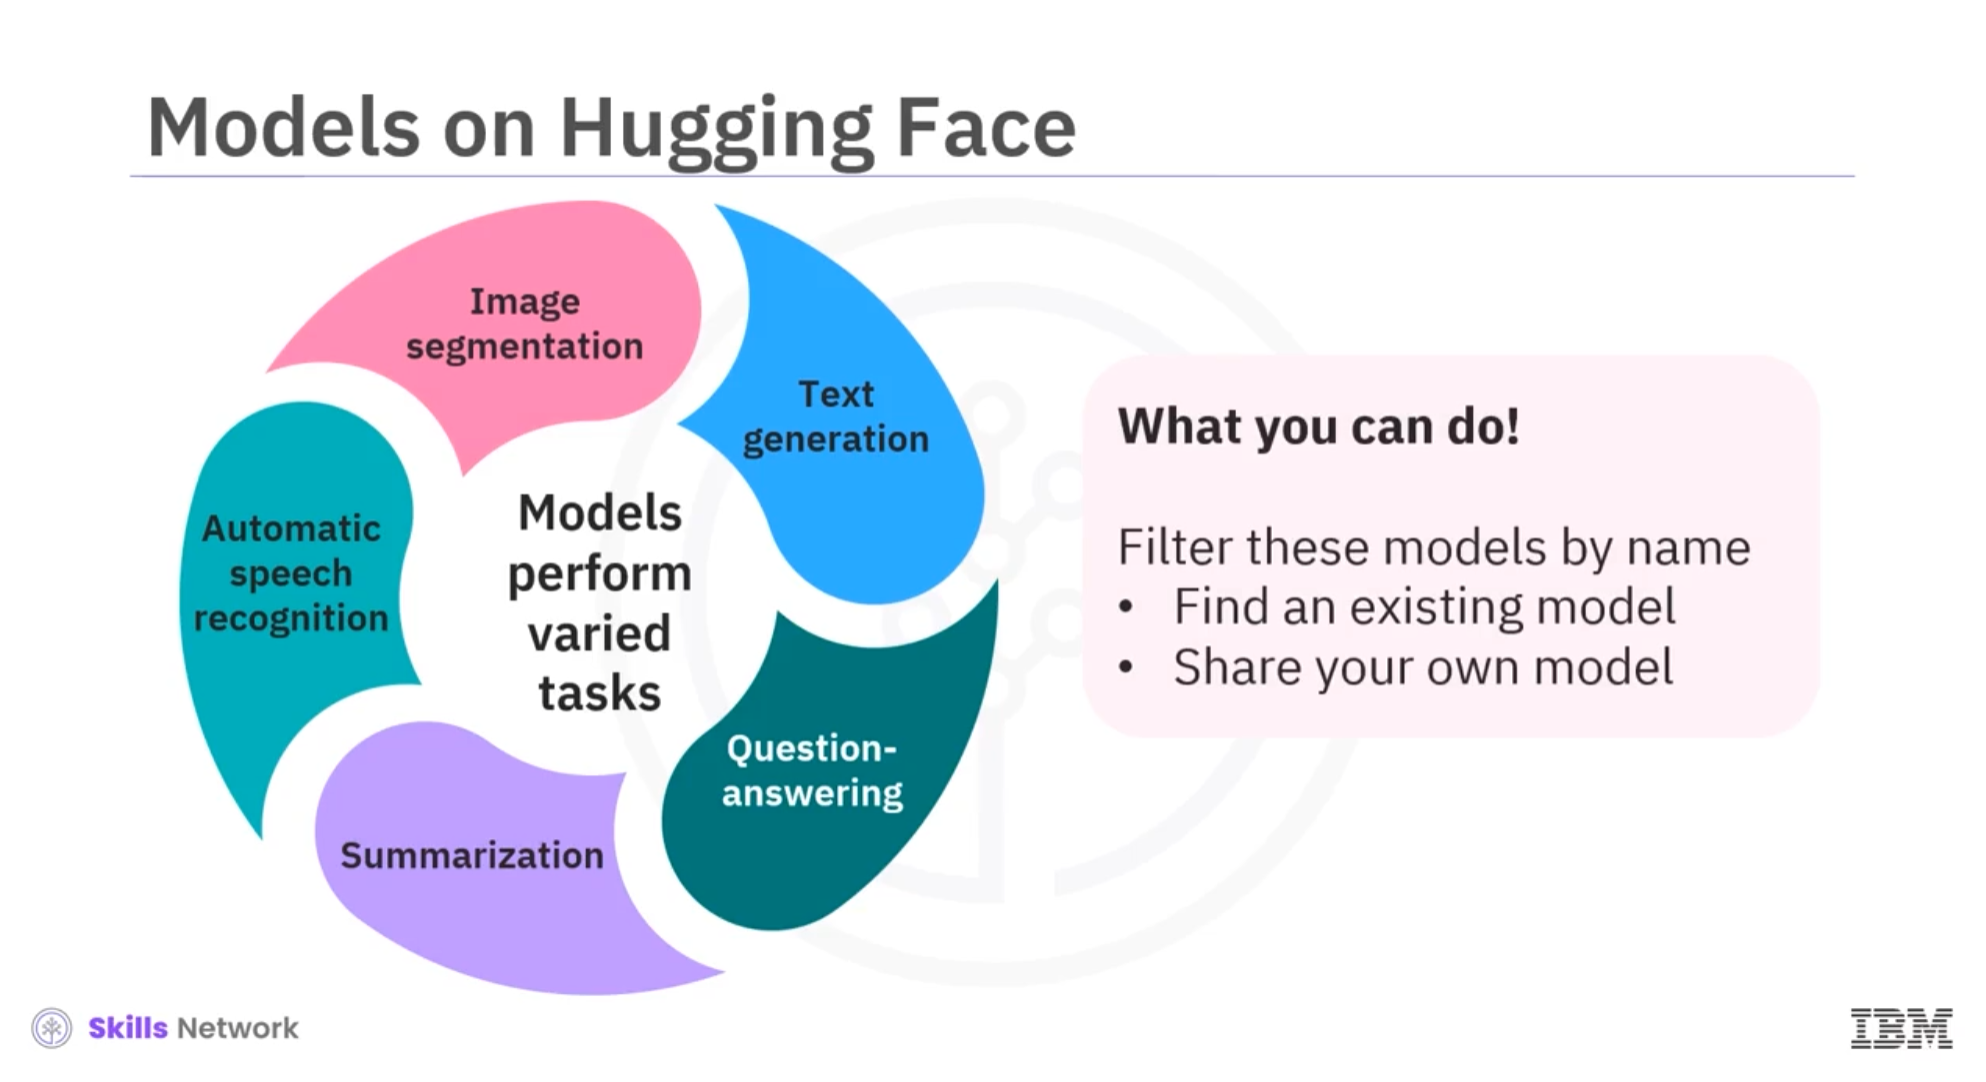 Models on Hugging Face
Image
segmentation
Text
generation
Automatic
speech
recognition
Models
perform
varied
tasks
Question-
answering
Summarization
What you can do!
Filter these models by name
• Find an existing model
• Share your own model
Skills Network
IBM